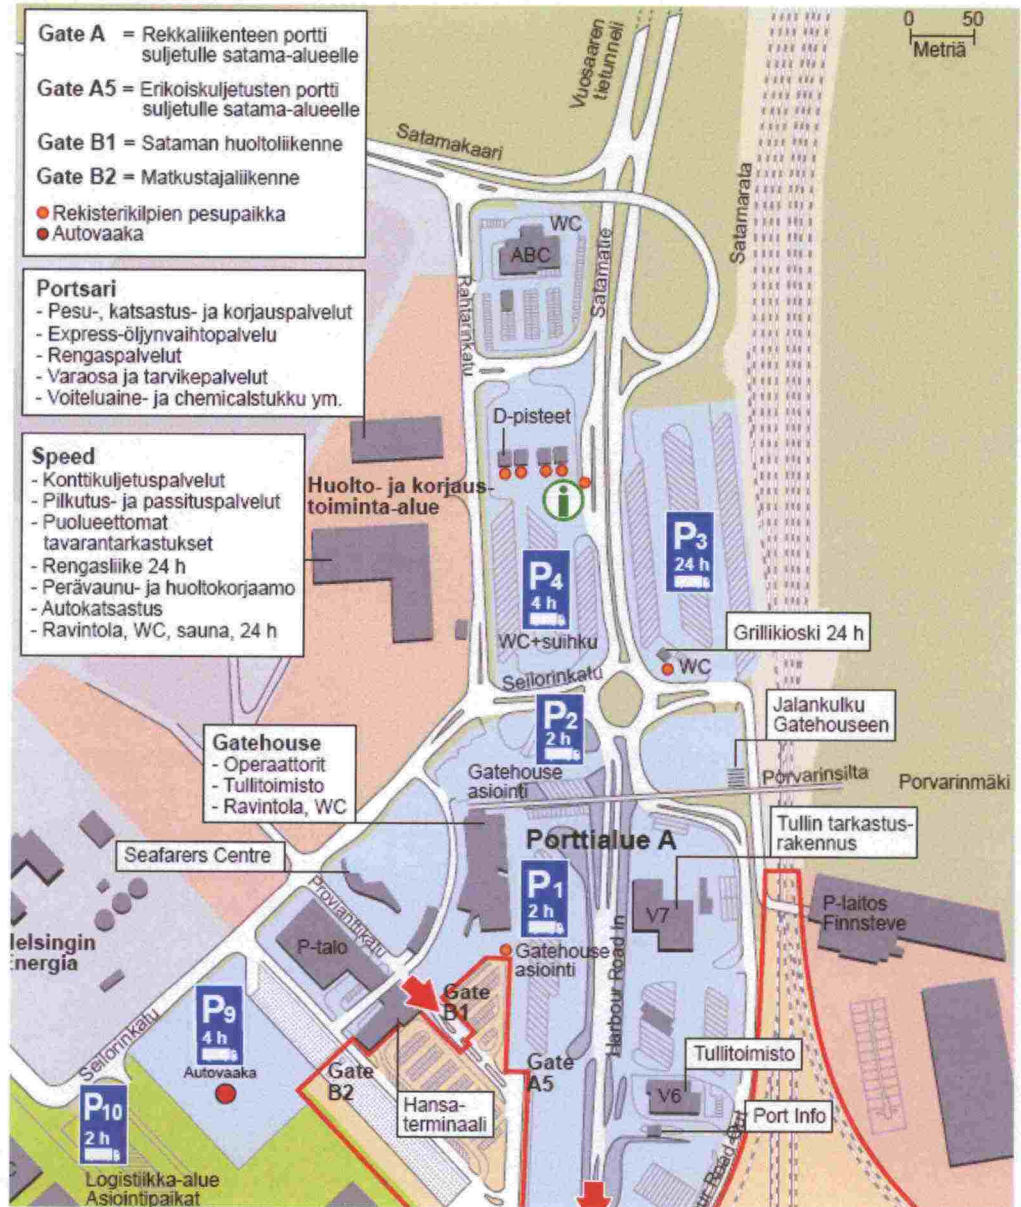 Gate A = Rekkaliikenteen portti
suljetulle satama-alueelle
Gate A5 = Erikoiskuljetusten portti
suljetulle satama-alueelle
Gate B1 = Sataman huoltoliikenne
Gate B2 = Matkustajaliikenne
Rekisterikilpien pesupaikka
Autovaaka
0 50
Metriä
Vuosaaren
tietunneli
Satamakaari
Satamarata
Satamatie
Rahtarinkatu
WC
ABC
Portsari
- Pesu-, katsastus- ja korjauspalvelut
- Express-öljynvaihtopalvelu
- Rengaspalvelut
- Varaosa ja tarvikepalvelut
- Voiteluaine- ja chemicalstukku ym.
D-pisteet
i
Speed
- Konttikuljetuspalvelut
- Pilkutus- ja passituspalvelut
- Puolueettomat
tavarantarkastukset
- Rengasliike 24 h
- Perävaunu- ja huoltokorjaamo
- Autokatsastus
- Ravintola, WC, sauna, 24 h
Huolto- ja korjaus-
toiminta-alue
P3
24 h
P4
4 h
WC+suihku
Grillikioski 24 h
WC
Seilorinkatu
P2
2 h
Jalankulku
Gatehouseen
Gatehouse
- Operaattorit
- Tullitoimisto
- Ravintola, WC
Gatehouse
asiointi
Porvarinsilta
Porvarinmäki
Porttialue A
Tullin tarkastus-
rakennus
Seafarers Centre
P1
2 h
V7
P-laitos
Finnsteve
Proviantikatu
P-talo
Gatehouse
asiointi
Helsingin
Energia
Gate
B1
Harbour Road In
P9
4 h
Autovaaka
Seilorinkatu
Gate
B2
Gate
A5
Tullitoimisto
Hansa-
terminaali
V6
Port Info
P10
2 h
Road Out
Logistiikka-alue
Asiointipaikat